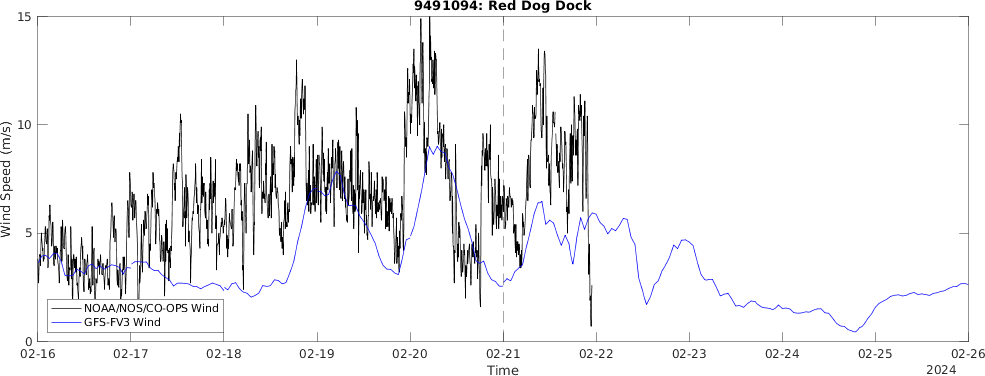 9491094: Red Dog Dock
15
10
5
0
Wind Speed (m/s)
NOAA/NOS/CO-OPS Wind
GFS-FV3 Wind
02-16 02-17 02-18 02-19 02-20 02-21 02-22 02-23 02-24 02-25 02-26
Time
2024